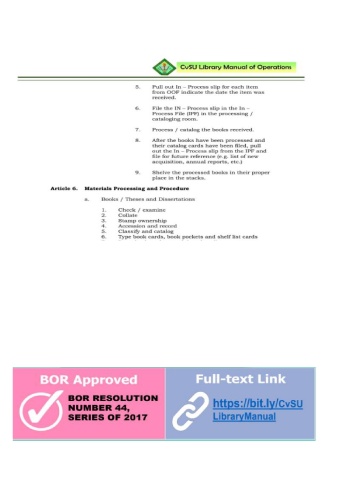 CvSU Library Manual of Operations
5. Pull out In – Process slip for each item
from OOF indicate the date the item was
received.
6. File the IN – Process slip in the In –
Process File (IPF) in the processing /
cataloging room.
7. Process / catalog the books received.
8. After the books have been processed and
their catalog cards have been filed, pull
out the In – Process slip from the IPF and
file for future reference (e.g. list of new
acquisition, annual reports, etc.)
9. Shelve the processed books in their proper
place in the stacks.
Article 6. Materials Processing and Procedure
a. Books / Theses and Dissertations
1. Check / examine
2. Collate
3. Stamp ownership
4. Accession and record
5. Classify and catalog
6. Type book cards, book pockets and shelf list cards
BOR Approved
BOR RESOLUTION
NUMBER 44,
SERIES OF 2017
Full-text Link
https://bit.ly/CvSU
LibraryManual